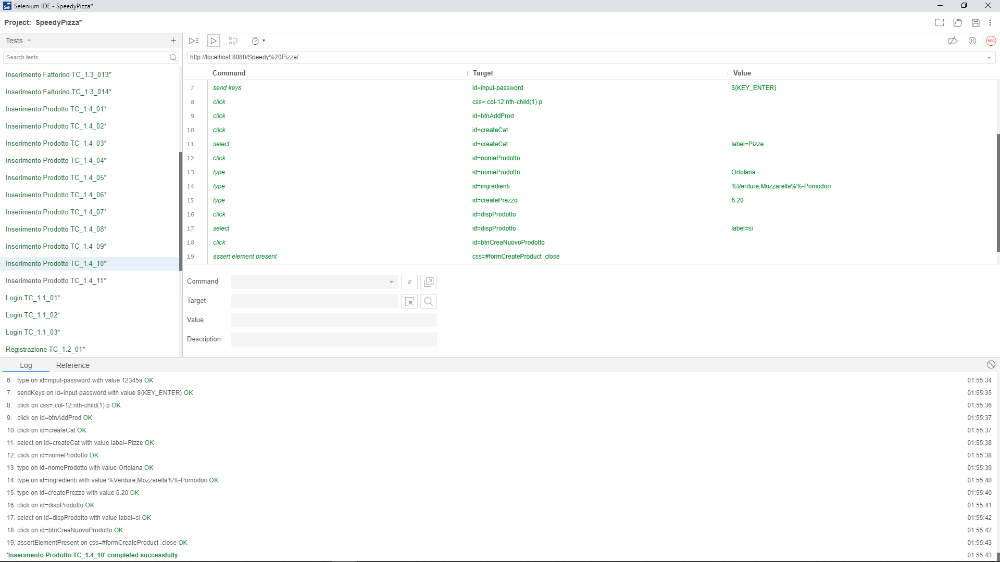 Selenium IDE - SpeedyPizza*
Project: SpeedyPizza*
Tests
Search tests...
Inserimento Fattorino TC_1.3_013*
Inserimento Fattorino TC_1.3_014*
Inserimento Prodotto TC_1.4_01*
Inserimento Prodotto TC_1.4_02*
Inserimento Prodotto TC_1.4_03*
Inserimento Prodotto TC_1.4_04*
Inserimento Prodotto TC_1.4_05*
Inserimento Prodotto TC_1.4_06*
Inserimento Prodotto TC_1.4_07*
Inserimento Prodotto TC_1.4_08*
Inserimento Prodotto TC_1.4_09*
Inserimento Prodotto TC_1.4_10*
Inserimento Prodotto TC_1.4_11*
Login TC_1.1_01*
Login TC_1.1_02*
Login TC_1.1_03*
Registrazione TC_1.2_01*
REC
http://localhost:8080/Speedy%20Pizza/
Command Target Value
7 send keys id=input-password ${KEY_ENTER}
8 click css=.col-12:nth-child(1) p
9 click id=btnAddProd
10 click id=createCat
11 select id=createCat label=Pizze
12 click id=nomeProdotto
13 type id=nomeProdotto Ortolana
14 type id=ingredienti %Verdure,Mozzarella%%-Pomodori
15 type id=createPrezzo 6.20
16 click id=dispProdotto
17 select id=dispProdotto label=si
18 click id=btnCreaNuovoProdotto
19 assert element present css=#formCreateProduct .close
Command //
Target
Value
Description
Log Reference
6. type on id=input-password with value 12345a OK 01:55:34
7. sendKeys on id=input-password with value ${KEY_ENTER} OK 01:55:35
8. click on css=.col-12:nth-child(1) p OK 01:55:36
9. click on id=btnAddProd OK 01:55:37
10. click on id=createCat OK 01:55:37
11. select on id=createCat with value label=Pizze OK 01:55:38
12. click on id=nomeProdotto OK 01:55:38
13. type on id=nomeProdotto with value Ortolana OK 01:55:39
14. type on id=ingredienti with value %Verdure,Mozzarella%%-Pomodori OK 01:55:40
15. type on id=createPrezzo with value 6.20 OK 01:55:40
16. click on id=dispProdotto OK 01:55:41
17. select on id=dispProdotto with value label=si OK 01:55:42
18. click on id=btnCreaNuovoProdotto OK 01:55:42
19. assertElementPresent on css=#formCreateProduct .close OK 01:55:43
'Inserimento Prodotto TC_1.4_10' completed successfully 01:55:43